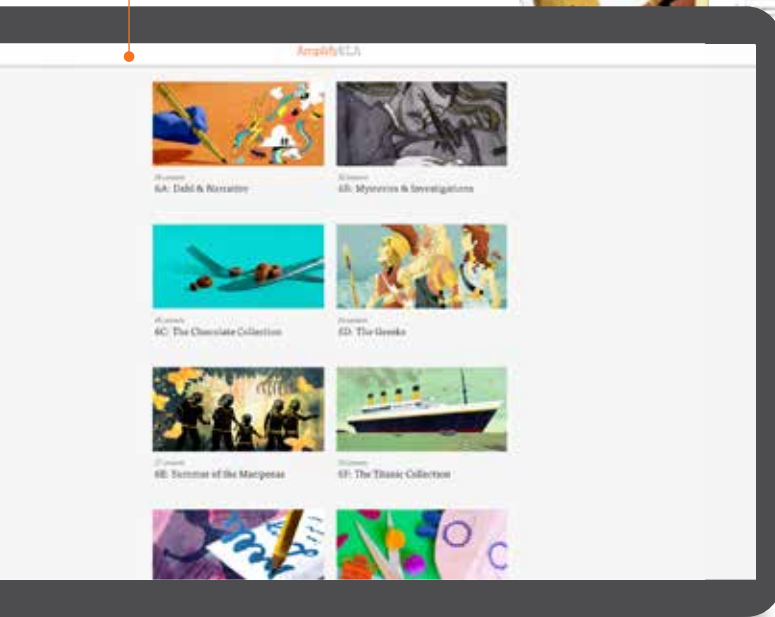 AmplifyELA
6A: Dahl & Narrative
6B: Mysteries & Investigations
6C: The Chocolate Collection
6D: The Greeks
6E: Summer of the Mariposas
6F: The Titanic Collection